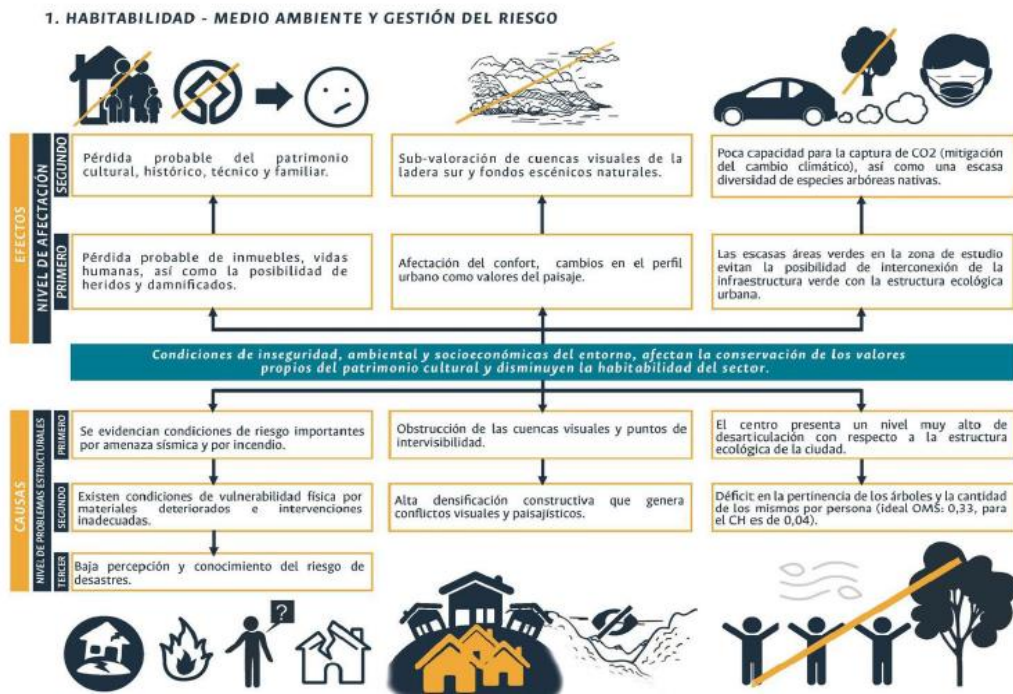 1. HABITABILIDAD - MEDIO AMBIENTE Y GESTIÓN DEL RIESGO
EFECTOS
NIVEL DE AFECTACIÓN
SEGUNDO
Pérdida probable del patrimonio
cultural, histórico, técnico y familiar.
Sub-valoración de cuencas visuales de la
ladera sur y fondos escénicos naturales.
Poca capacidad para la captura de CO2 (mitigación
del cambio climático), así como una escasa
diversidad de especies arbóreas nativas.
PRIMERO
Pérdida probable de inmuebles, vidas
humanas, así como la posibilidad de
heridos y damnificados.
Afectación del confort, cambios en el perfil
urbano como valores del paisaje.
Las escasas áreas verdes en la zona de estudio
evitan la posibilidad de interconexión de la
infraestructura verde con la estructura ecológica
urbana.
Condiciones de inseguridad, ambiental y socioeconómicas del entorno, afectan la conservación de los valores
propios del patrimonio cultural y disminuyen la habitabilidad del sector.
CAUSAS
NIVEL DE PROBLEMAS ESTRUCTURALES
PRIMERO
Se evidencian condiciones de riesgo importantes
por amenaza sísmica y por incendio.
Obstrucción de las cuencas visuales y puntos de
intervisibilidad.
El centro presenta un nivel muy alto de
desarticulación con respecto a la estructura
ecológica de la ciudad.
SEGUNDO
Existen condiciones de vulnerabilidad física por
materiales deteriorados e intervenciones
inadecuadas.
Alta densificación constructiva que genera
conflictos visuales y paisajísticos.
Déficit en la pertinencia de los árboles y la cantidad
de los mismos por persona (ideal OMS: 0,33, para
el CH es de 0,04).
TERCER
Baja percepción y conocimiento del riesgo de
desastres.
?